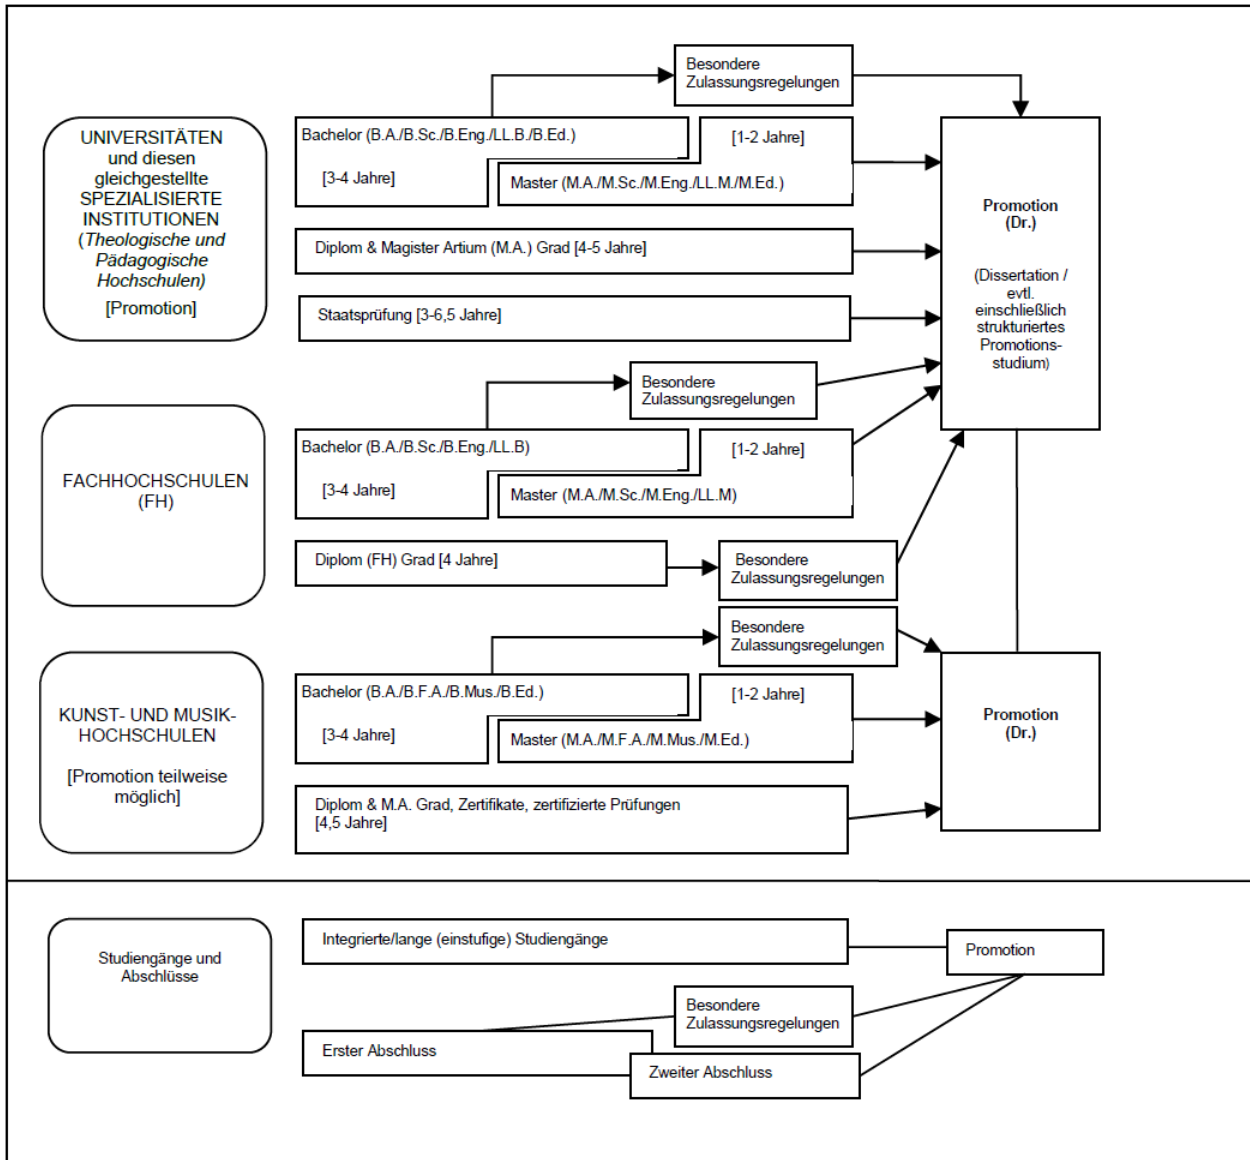 Besondere
Zulassungsregelungen
UNIVERSITÄTEN
und diesen
gleichgestellte
SPEZIALISIERTE
INSTITUTIONEN
(Theologische und
Pädagogische
Hochschulen)
[Promotion]
Bachelor (B.A./B.Sc./B.Eng./LL.B./B.Ed.)
[3-4 Jahre]
[1-2 Jahre]
Master (M.A./M.Sc./M.Eng./LL.M./M.Ed.)
Diplom & Magister Artium (M.A.) Grad [4-5 Jahre]
Staatsprüfung [3-6,5 Jahre]
Promotion
(Dr.)
(Dissertation /
evtl.
einschließlich
strukturiertes
Promotions-
studium)
Besondere
Zulassungsregelungen
FACHHOCHSCHULEN
(FH)
Bachelor (B.A./B.Sc./B.Eng./LL.B)
[3-4 Jahre]
[1-2 Jahre]
Master (M.A./M.Sc./M.Eng./LL.M)
Diplom (FH) Grad [4 Jahre]
Besondere
Zulassungsregelungen
Besondere
Zulassungsregelungen
KUNST- UND MUSIK-
HOCHSCHULEN
[Promotion teilweise
möglich]
Bachelor (B.A./B.F.A./B.Mus./B.Ed.)
[3-4 Jahre]
[1-2 Jahre]
Master (M.A./M.F.A./M.Mus./M.Ed.)
Diplom & M.A. Grad, Zertifikate, zertifizierte Prüfungen
[4,5 Jahre]
Promotion
(Dr.)
Studiengänge und
Abschlüsse
Integrierte/lange (einstufige) Studiengänge
Promotion
Besondere
Zulassungsregelungen
Erster Abschluss
Zweiter Abschluss